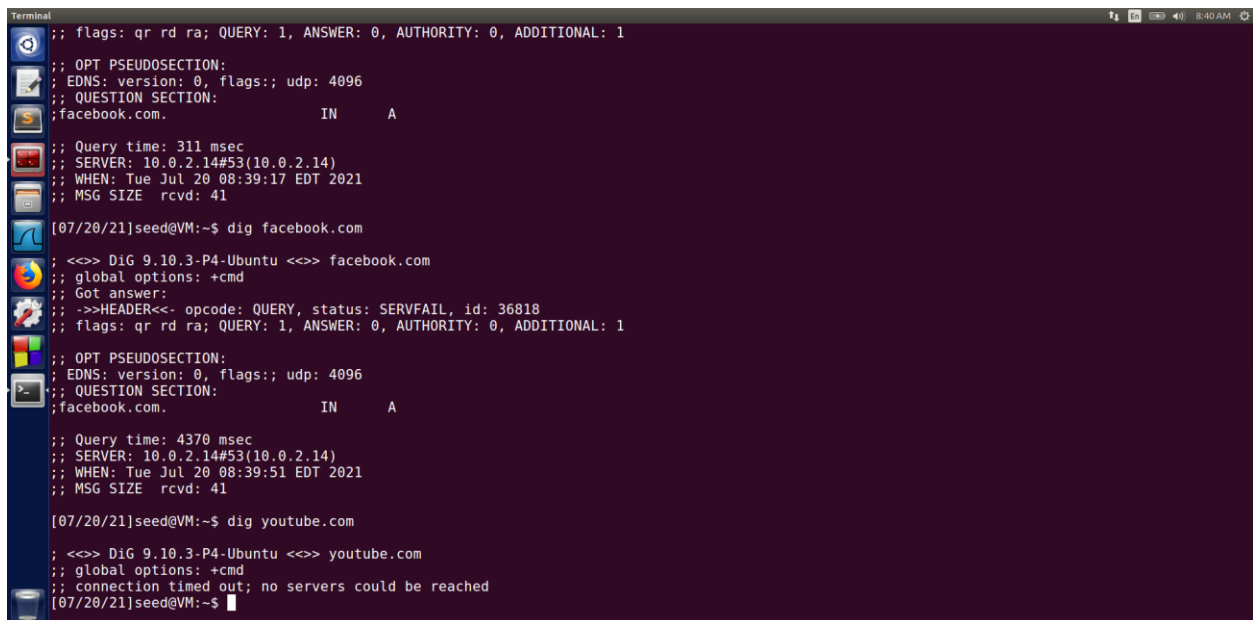 Terminal
En
8:40 AM
;; flags: qr rd ra; QUERY: 1, ANSWER: 0, AUTHORITY: 0, ADDITIONAL: 1
;; OPT PSEUDOSECTION:
; EDNS: version: 0, flags:; udp: 4096
;; QUESTION SECTION:
;facebook.com. IN A
;; Query time: 311 msec
;; SERVER: 10.0.2.14#53(10.0.2.14)
;; WHEN: Tue Jul 20 08:39:17 EDT 2021
;; MSG SIZE rcvd: 41
[07/20/21]seed@VM:~$ dig facebook.com
; <<>> DiG 9.10.3-P4-Ubuntu <<>> facebook.com
;; global options: +cmd
;; Got answer:
;; ->>HEADER<<- opcode: QUERY, status: SERVFAIL, id: 36818
;; flags: qr rd ra; QUERY: 1, ANSWER: 0, AUTHORITY: 0, ADDITIONAL: 1
;; OPT PSEUDOSECTION:
; EDNS: version: 0, flags:; udp: 4096
;; QUESTION SECTION:
;facebook.com. IN A
;; Query time: 4370 msec
;; SERVER: 10.0.2.14#53(10.0.2.14)
;; WHEN: Tue Jul 20 08:39:51 EDT 2021
;; MSG SIZE rcvd: 41
[07/20/21]seed@VM:~$ dig youtube.com
; <<>> DiG 9.10.3-P4-Ubuntu <<>> youtube.com
;; global options: +cmd
;; connection timed out; no servers could be reached
[07/20/21]seed@VM:~$